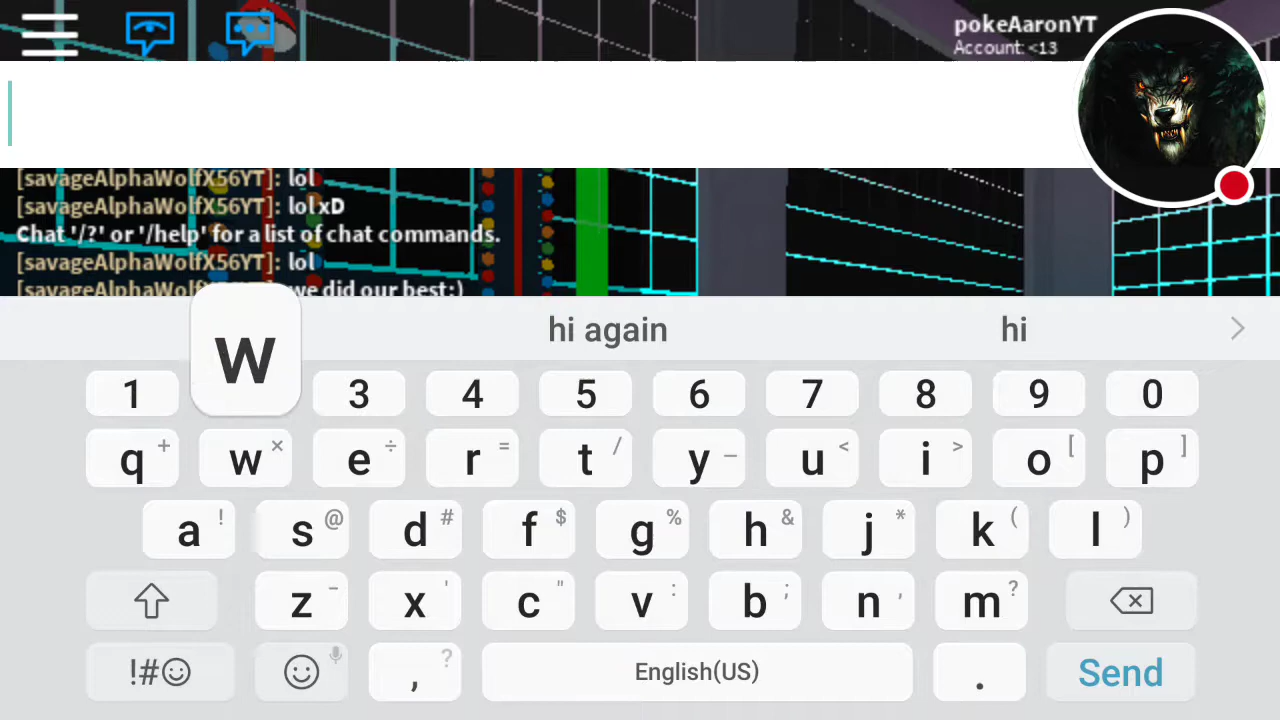 pokeAaronYT
Account: <13
[savageAlphaWolfX56YT]: lol
[savageAlphaWolfX56YT]: lol xD
Chat '/?' or '/help' for a list of chat commands.
[savageAlphaWolfX56YT]: lol
[savageAlphaWolf we did our best:)
W
hi again
hi
1 3 4 5 6 7 8 9 0
q + w × e ÷ r = t / y _ u < i > o [ p ]
a ! s @ d # f $ g % h & j * k ( l )
z - x ' c " v : b ; n , m ?
!#☺ , ? English(US) . Send